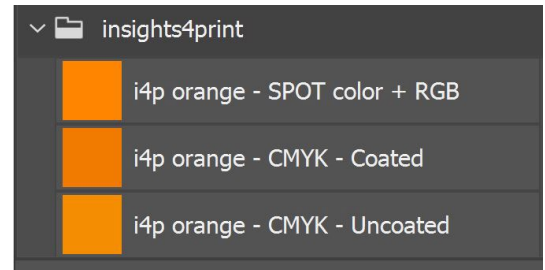 insights4print
i4p orange - SPOT color + RGB
i4p orange - CMYK - Coated
i4p orange - CMYK - Uncoated